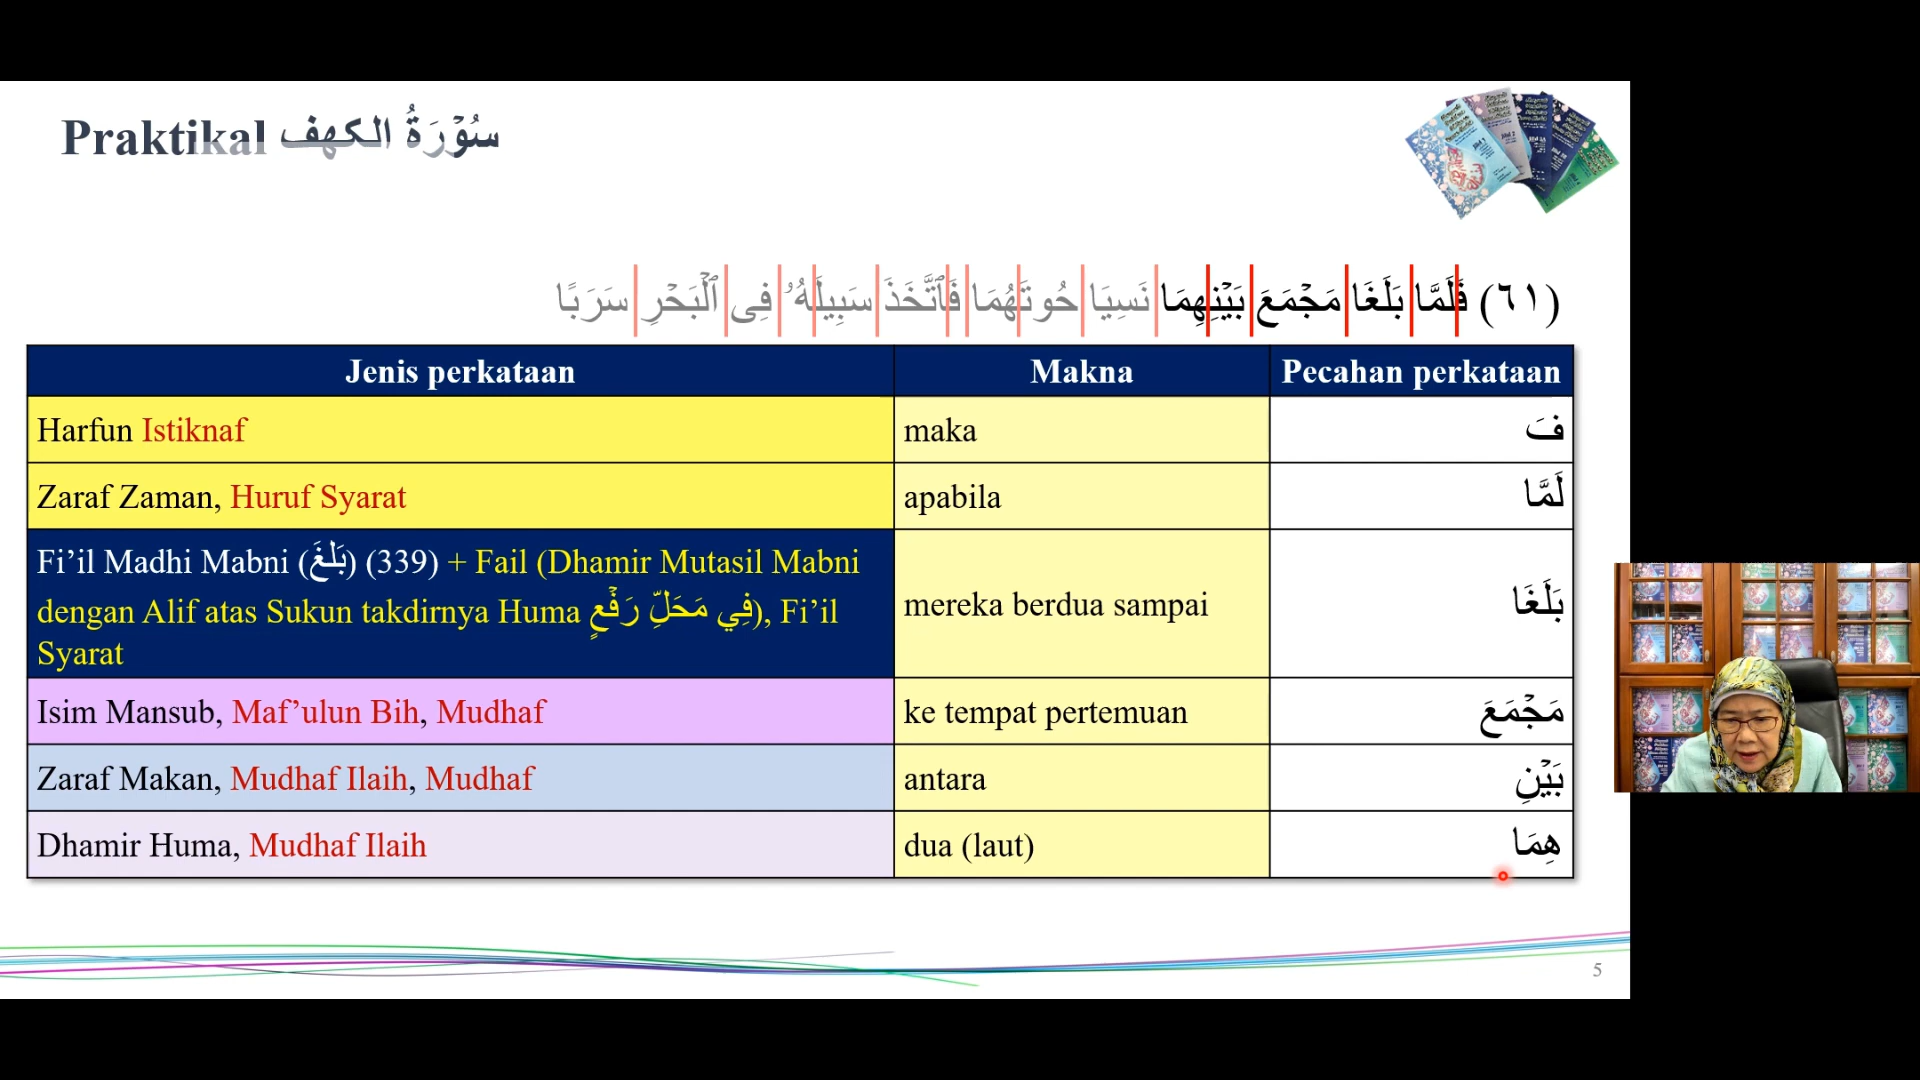 Praktikal سُوْرَةُ الكهف
(٦١) فَلَمَّا بَلَغَا مَجْمَعَ بَيْنِهِمَا نَسِيَا حُوتَهُمَا فَٱتَّخَذَ سَبِيلَهُۥ فِى ٱلْبَحْرِ سَرَبًا
Jenis perkataan Makna Pecahan perkataan
Harfun Istiknaf maka فَ
Zaraf Zaman, Huruf Syarat apabila لَمَّا
Fi’il Madhi Mabni (بَلَغَ) (339) + Fail (Dhamir Mutasil Mabni
dengan Alif atas Sukun takdirnya Huma فِي مَحَلِّ رَفْعٍ), Fi’il
Syarat
mereka berdua sampai بَلَغَا
Isim Mansub, Maf’ulun Bih, Mudhaf ke tempat pertemuan مَجْمَعَ
Zaraf Makan, Mudhaf Ilaih, Mudhaf antara بَيْنِ
Dhamir Huma, Mudhaf Ilaih dua (laut) هِمَا
5